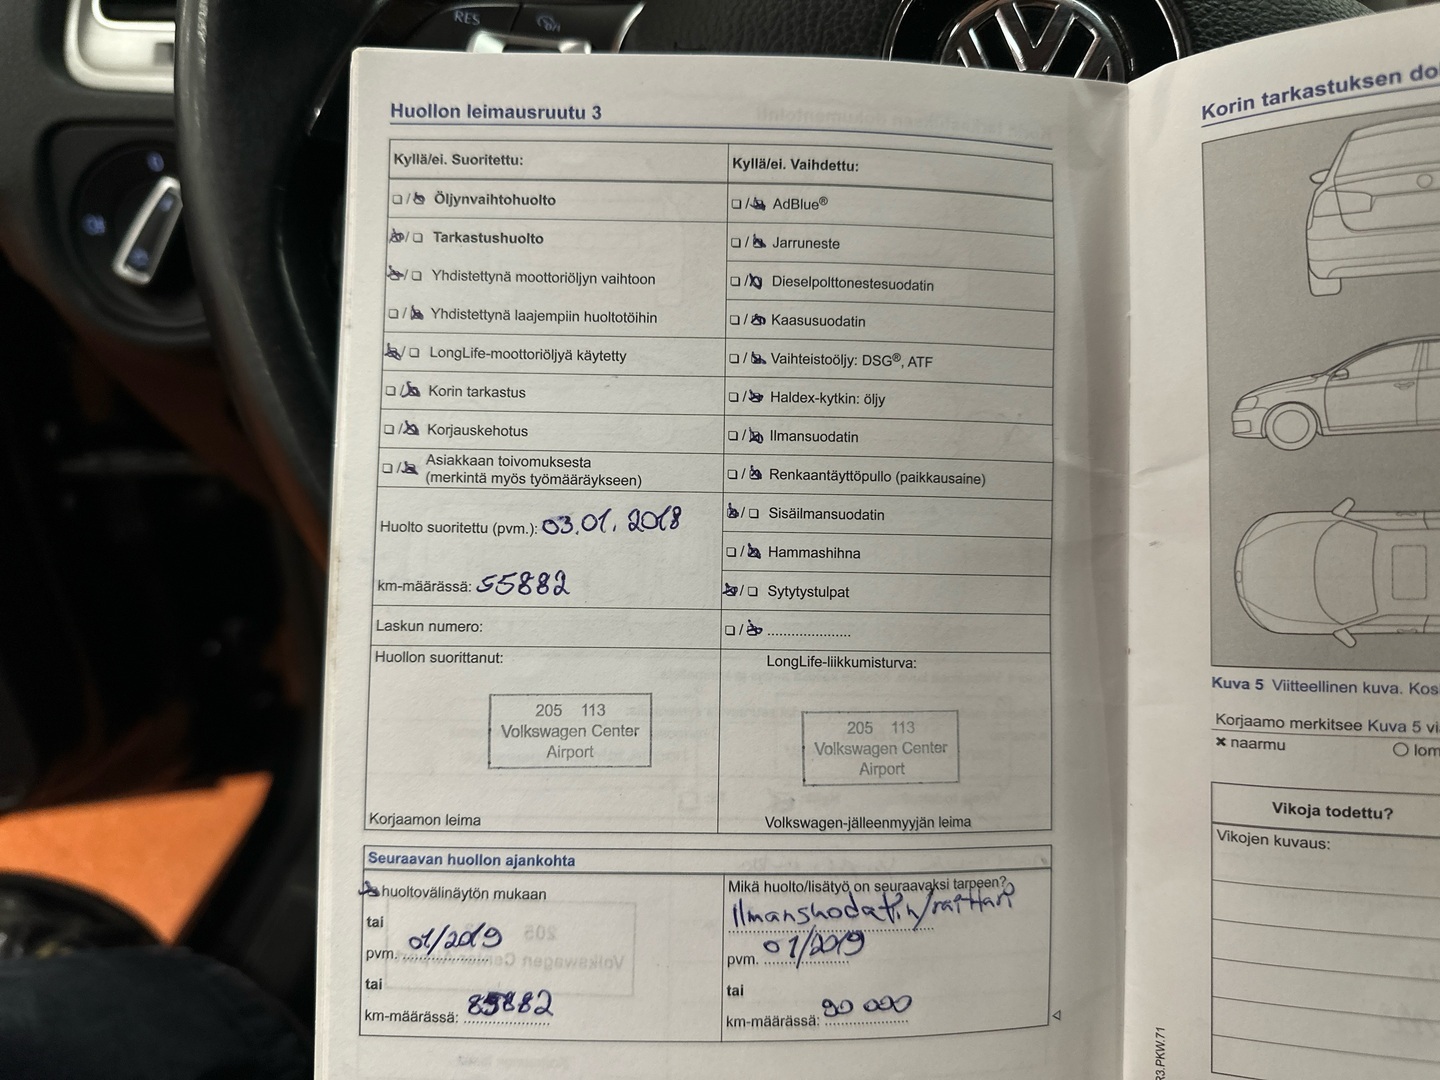 RES
Huollon leimausruutu 3
Kyllä/ei. Suoritettu:
Öljynvaihtohuolto
Tarkastushuolto
Yhdistettynä moottoriöljyn vaihtoon
Yhdistettynä laajempiin huoltotöihin
LongLife-moottoriöljyä käytetty
Korin tarkastus
Korjauskehotus
Asiakkaan toivomuksesta
(merkintä myös työmääräykseen)
Huolto suoritettu (pvm.): 03.01.2018
km-määrässä: 55882
Laskun numero:
Huollon suorittanut:
205 113
Volkswagen Center
Airport
Korjaamon leima
Kyllä/ei. Vaihdettu:
AdBlue®
Jarruneste
Dieselpolttonestesuodatin
Kaasusuodatin
Vaihteistoöljy: DSG®, ATF
Haldex-kytkin: öljy
Ilmansuodatin
Renkaantäyttöpullo (paikkausaine)
Sisäilmansuodatin
Hammashihna
Sytytystulpat
....................
LongLife-liikkumisturva:
205 113
Volkswagen Center
Airport
Volkswagen-jälleenmyyjän leima
Seuraavan huollon ajankohta
huoltovälinäytön mukaan
tai
pvm. 01/2019
tai
km-määrässä: 85882
Mikä huolto/lisätyö on seuraavaksi tarpeen?
Ilmanskodatin/raittari
pvm. 01/2019
tai
km-määrässä: 90 000
Korin tarkastuksen
Kuva 5 Viitteellinen kuva.
Korjaamo merkitsee Kuva 5
naarmu
Vikoja todettu?
Vikojen kuvaus:
R3.PKW.71